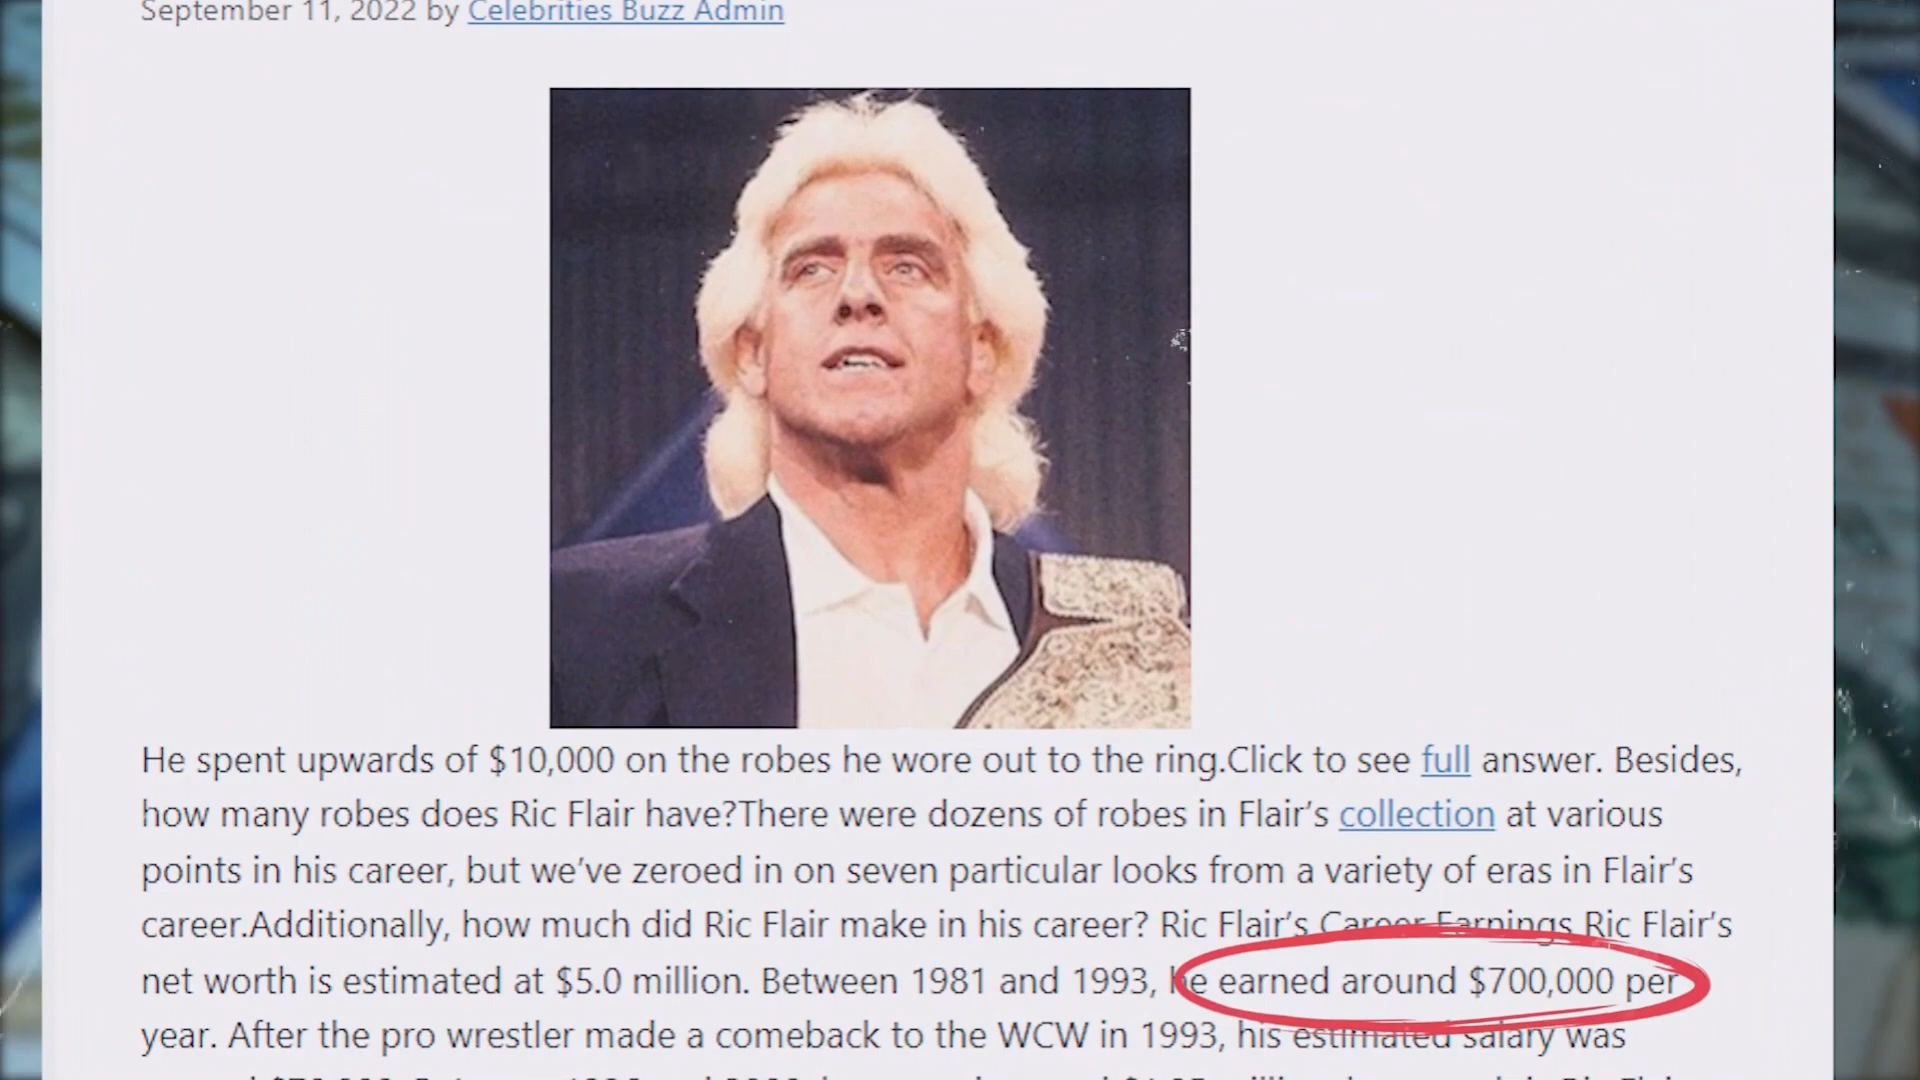 September 11, 2022 by Celebrities Buzz Admin
He spent upwards of $10,000 on the robes he wore out to the ring.Click to see full answer. Besides,
how many robes does Ric Flair have?There were dozens of robes in Flair’s collection at various
points in his career, but we’ve zeroed in on seven particular looks from a variety of eras in Flair’s
career.Additionally, how much did Ric Flair make in his career? Ric Flair’s Career Earnings Ric Flair’s
net worth is estimated at $5.0 million. Between 1981 and 1993, he earned around $700,000 per
year. After the pro wrestler made a comeback to the WCW in 1993, his estimated salary was